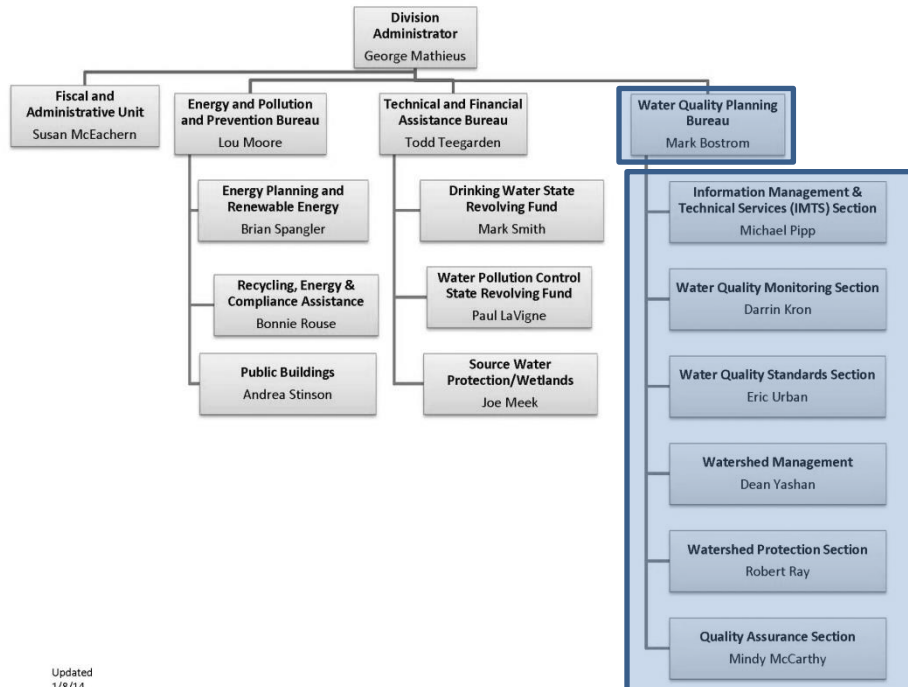 Division
Administrator
George Mathieus
Fiscal and
Administrative Unit
Susan McEachern
Energy and Pollution
and Prevention Bureau
Lou Moore
Technical and Financial
Assistance Bureau
Todd Teegarden
Water Quality Planning
Bureau
Mark Bostrom
Energy Planning and
Renewable Energy
Brian Spangler
Recycling, Energy &
Compliance Assistance
Bonnie Rouse
Public Buildings
Andrea Stinson
Drinking Water State
Revolving Fund
Mark Smith
Water Pollution Control
State Revolving Fund
Paul LaVigne
Source Water
Protection/Wetlands
Joe Meek
Information Management &
Technical Services (IMTS) Section
Michael Pipp
Water Quality Monitoring Section
Darrin Kron
Water Quality Standards Section
Eric Urban
Watershed Management
Dean Yashan
Watershed Protection Section
Robert Ray
Quality Assurance Section
Mindy McCarthy
Updated
1/8/14